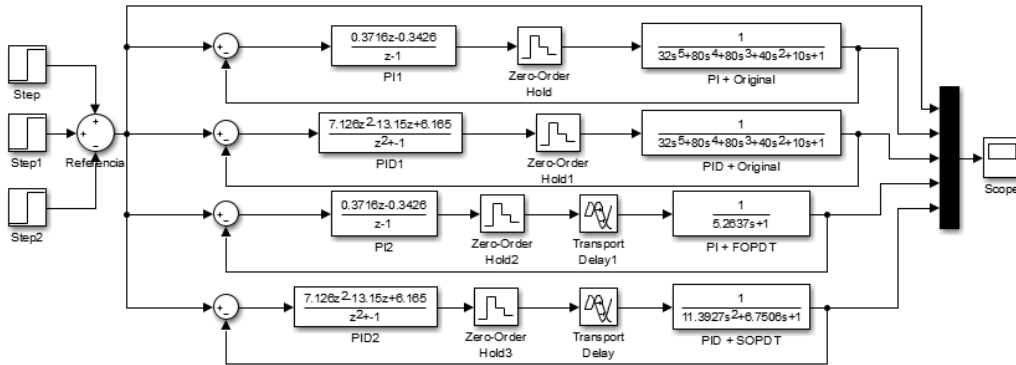 Step
Step1
Step2
+
+
−
Referencia
−
0.3716z-0.3426
z-1
PI1
Zero-Order
Hold
1
32s5+80s4+80s3+40s2+10s+1
PI + Original
−
7.126z2-13.15z+6.165
z2+-1
PID1
Zero-Order
Hold1
1
32s5+80s4+80s3+40s2+10s+1
PID + Original
−
0.3716z-0.3426
z-1
PI2
Zero-Order
Hold2
Transport
Delay1
1
5.2637s+1
PI + FOPDT
−
7.126z2-13.15z+6.165
z2+-1
PID2
Zero-Order
Hold3
Transport
Delay
1
11.3927s2+6.7506s+1
PID + SOPDT
Scope